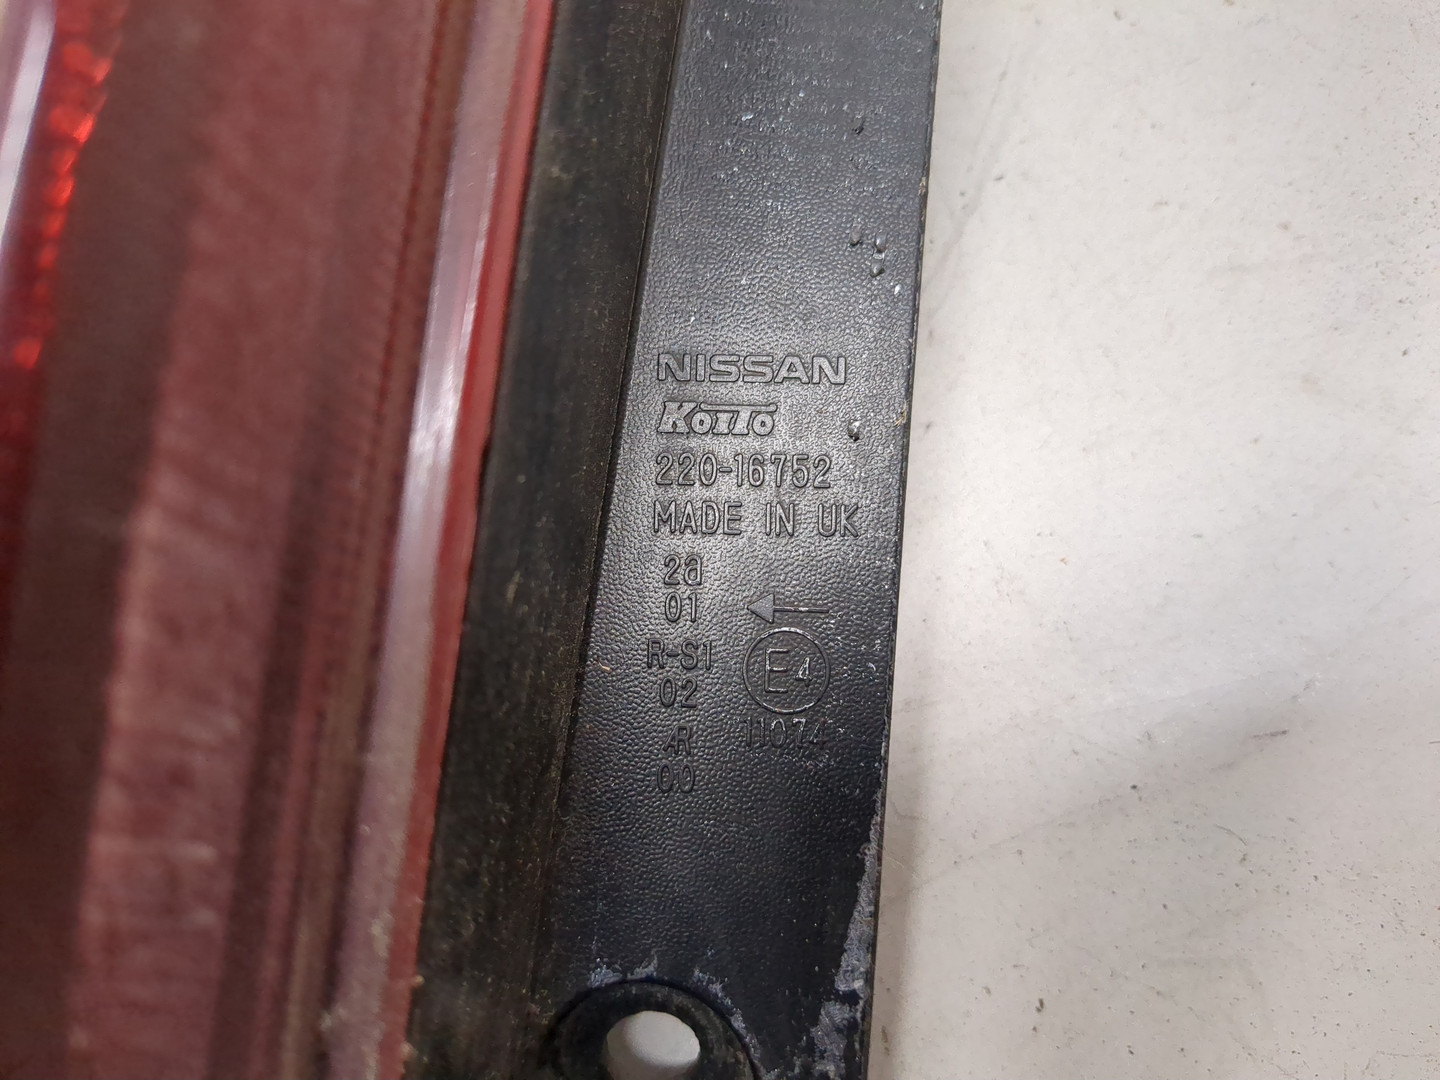 NISSAN
KOITO
220-16752
MADE IN UK
2a
01
R-S1
02
AR
00
E4
11074